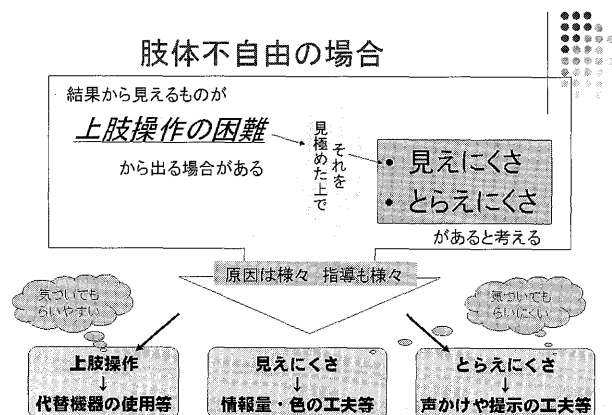 肢体不自由の場合
結果から見えるものが
上肢操作の困難
から出る場合がある
それを
見極めた上で
• 見えにくさ
• とらえにくさ
があると考える
原因は様々 指導も様々
気づいても
らいやすい
気づいても
らいにくい
上肢操作
↓
代替機器の使用等
見えにくさ
↓
情報量・色の工夫等
とらえにくさ
↓
声かけや提示の工夫等